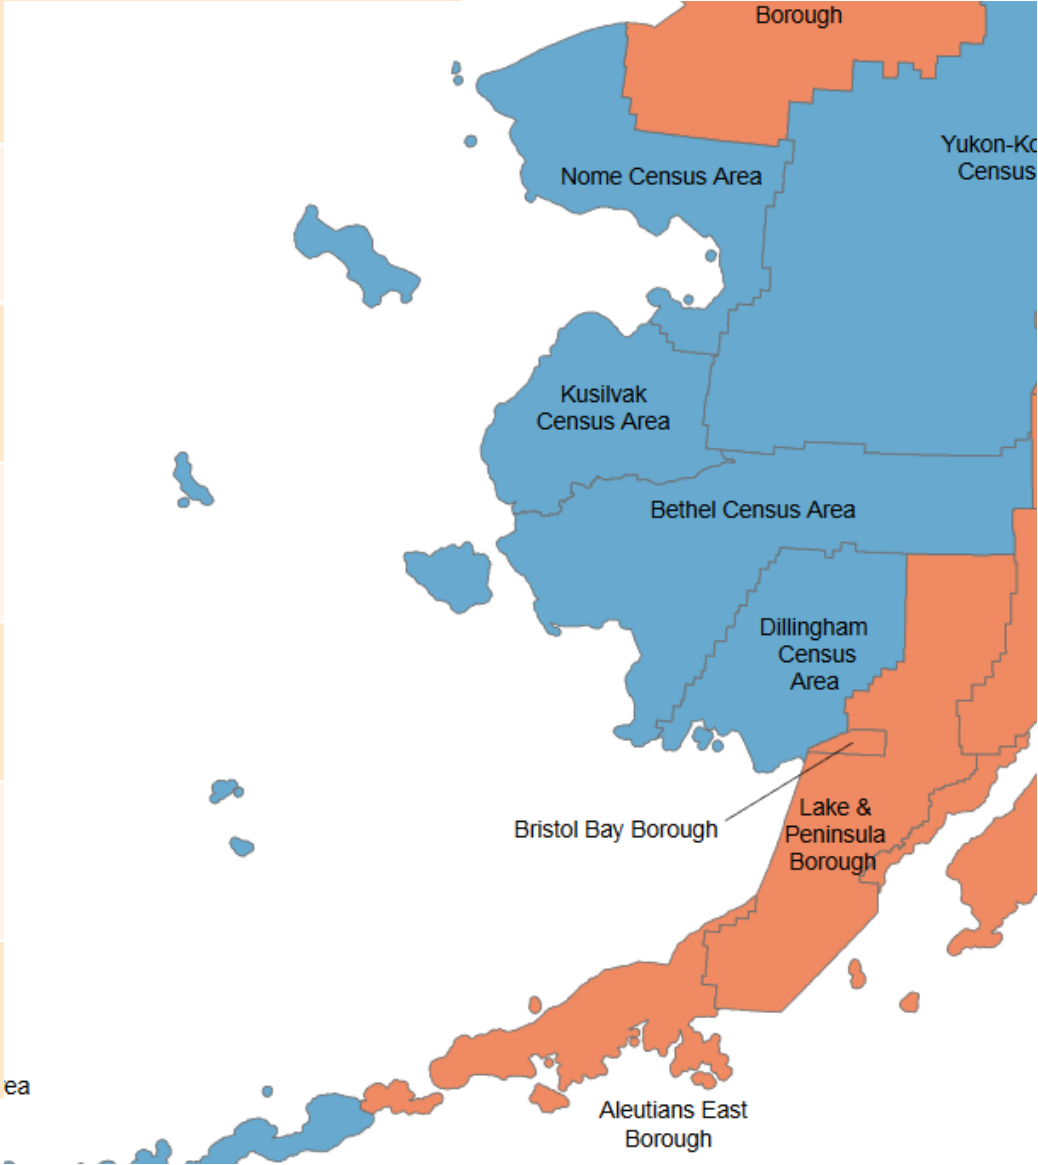 Borough
Yukon-Ko
Census
Nome Census Area
Kusilvak
Census Area
Bethel Census Area
Dillingham
Census
Area
Bristol Bay Borough
Lake &
Peninsula
Borough
ea
Aleutians East
Borough